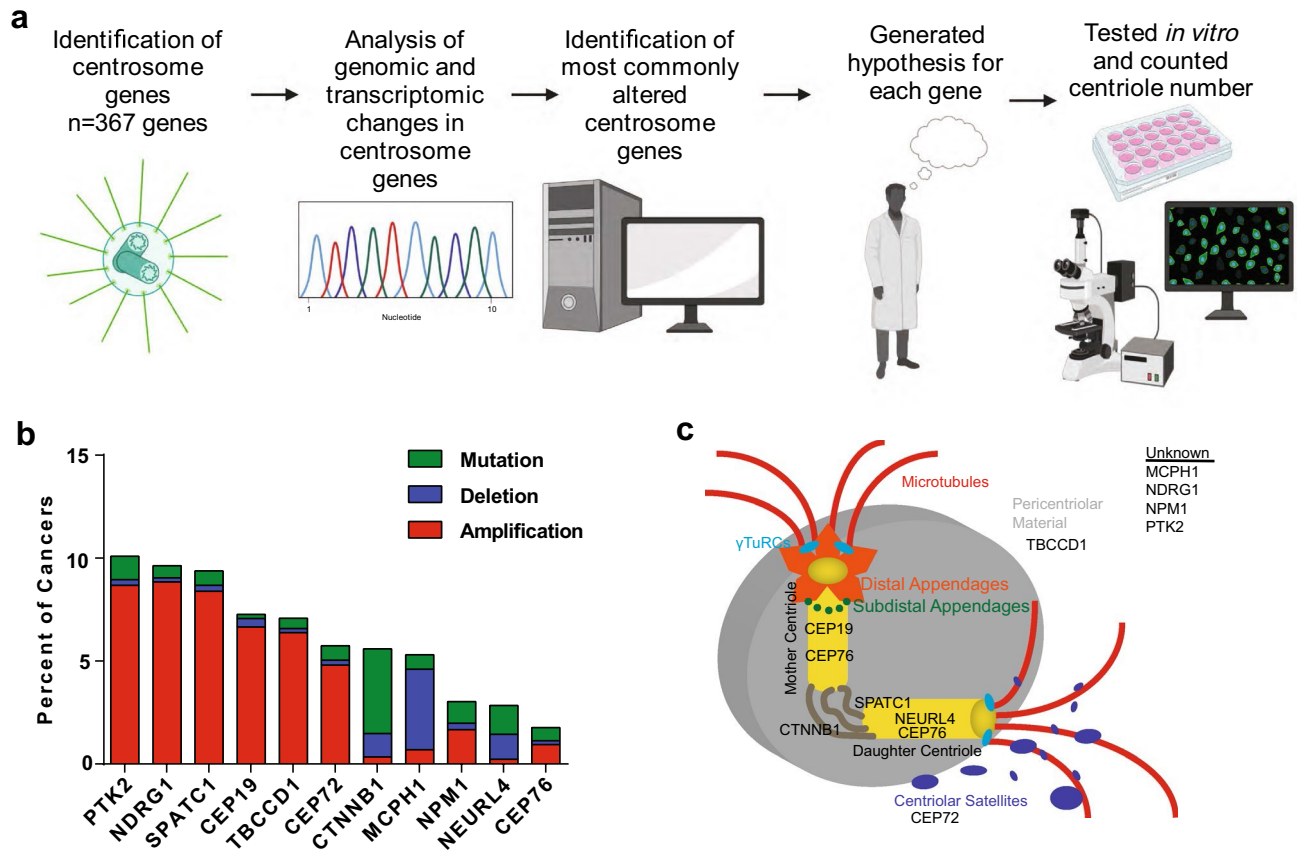 a
Identification of
centrosome
genes
n=367 genes
Analysis of
genomic and
transcriptomic
changes in
centrosome
genes
1
10
Nucleotide
Identification of
most commonly
altered
centrosome
genes
Generated
hypothesis for
each gene
Tested in vitro
and counted
centriole number
b
15
10
5
0
Percent of Cancers
Mutation
Deletion
Amplification
PTK2
NDRG1
SPATC1
CEP19
TBCCD1
CEP72
CTNNB1
MCPH1
NPM1
NEURL4
CEP76
c
Microtubules
γTuRCs
Pericentriolar
Material
TBCCD1
Unknown
MCPH1
NDRG1
NPM1
PTK2
Distal Appendages
Subdistal Appendages
Mother Centriole
CEP19
CEP76
SPATC1
CTNNB1
NEURL4
CEP76
Daughter Centriole
Centriolar Satellites
CEP72